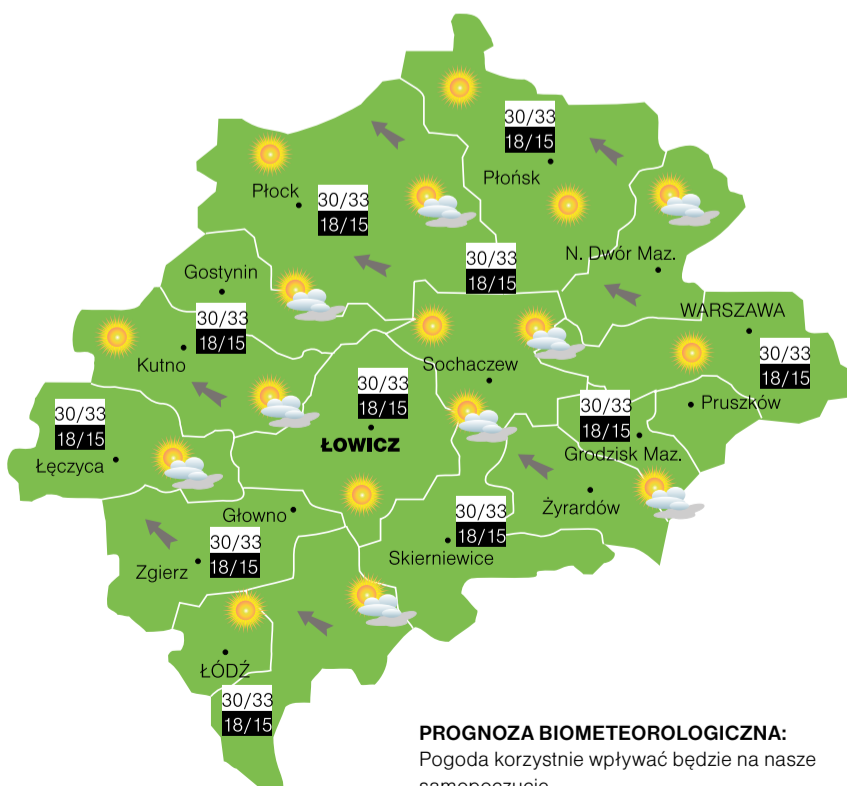 30/33
18/15
Płońsk
Płock
30/33
18/15
N. Dwór Maz.
30/33
18/15
Gostynin
WARSZAWA
30/33
18/15
Kutno
30/33
18/15
Sochaczew
30/33
18/15
ŁOWICZ
30/33
18/15
Pruszków
Grodzisk Maz.
30/33
18/15
Łęczyca
Żyrardów
Głowno
30/33
18/15
Skierniewice
30/33
18/15
Zgierz
ŁÓDŹ
30/33
18/15
PROGNOZA BIOMETEOROLOGICZNA:
Pogoda korzystnie wpływać będzie na nasze
samopoczucie